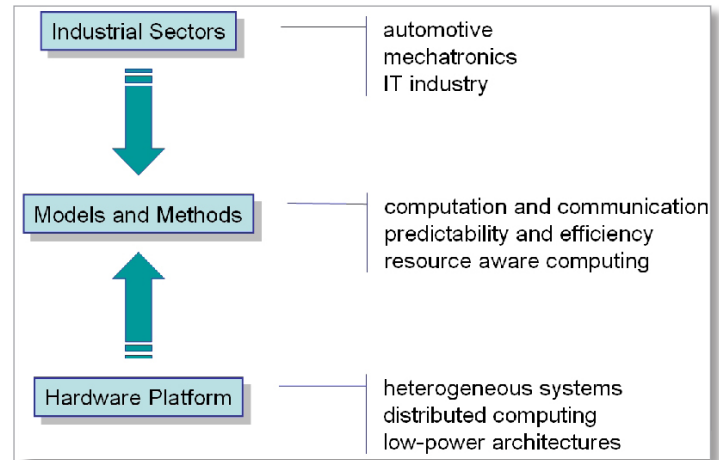 Industrial Sectors
automotive
mechatronics
IT industry
Models and Methods
computation and communication
predictability and efficiency
resource aware computing
Hardware Platform
heterogeneous systems
distributed computing
low-power architectures